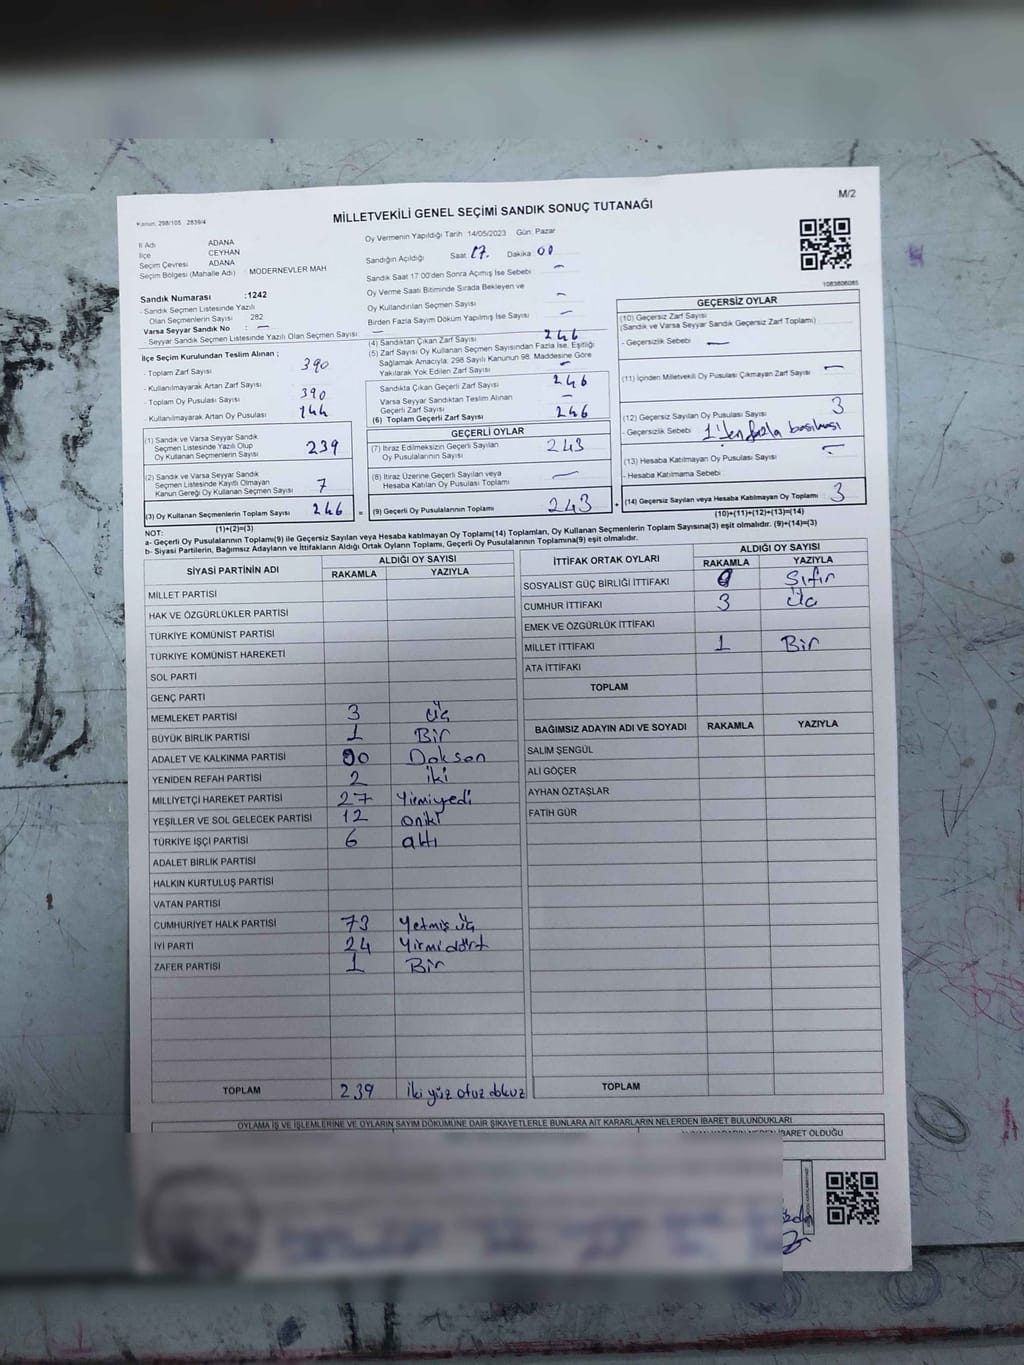 Kanun: 298/105 2839/4
M/2
MİLLETVEKİLİ GENEL SEÇİMİ SANDIK SONUÇ TUTANAĞI
İl Adı ADANA
İlçe CEYHAN
Seçim Çevresi ADANA
Seçim Bölgesi (Mahalle Adı) : MODERNEVLER MAH
Sandık Numarası :1242
- Sandık Seçmen Listesinde Yazılı
Olan Seçmenlerin Sayısı 282
Varsa Seyyar Sandık No : —
- Seyyar Sandık Seçmen Listesinde Yazılı Olan Seçmen Sayısı: —
Oy Vermenin Yapıldığı Tarih :14/05/2023 Gün: Pazar
Sandığın Açıldığı Saat 17. Dakika 00
Sandık Saat 17 00'den Sonra Açımış İse Sebebi —
Oy Verme Saati Bitiminde Sırada Bekleyen ve
Oy Kullandırılan Seçmen Sayısı —
Birden Fazla Sayım Döküm Yapılmış İse Sayısı —
1083806085
İlçe Seçim Kurulundan Teslim Alınan ;
- Toplam Zarf Sayısı 390
- Kullanılmayarak Artan Zarf Sayısı
- Toplam Oy Pusulası Sayısı 390
- Kullanılmayarak Artan Oy Pusulası 144
(1) Sandık ve Varsa Seyyar Sandık
Seçmen Listesinde Yazılı Olup
Oy Kullanan Seçmenlerin Sayısı 239
(2) Sandık ve Varsa Seyyar Sandık
Seçmen Listesinde Kayıtlı Olmayan
Kanun Gereği Oy Kullanan Seçmen Sayısı 7
(3) Oy Kullanan Seçmenlerin Toplam Sayısı 246
(1)+(2)=(3)
(4) Sandıktan Çıkan Zarf Sayısı 246
(5) Zarf Sayısı Oy Kullanan Seçmen Sayısından Fazla İse, Eşitliği
Sağlamak Amacıyla; 298 Sayılı Kanunun 98. Maddesine Göre
Yakılarak Yok Edilen Zarf Sayısı —
Sandıkta Çıkan Geçerli Zarf Sayısı 246
Varsa Seyyar Sandıktan Teslim Alınan
Geçerli Zarf Sayısı —
(6) Toplam Geçerli Zarf Sayısı 246
GEÇERLİ OYLAR
(7) İtiraz Edilmeksizin Geçerli Sayılan
Oy Pusulalarının Sayısı 243
(8) İtiraz Üzerine Geçerli Sayılan veya
Hesaba Katılan Oy Pusulaları Toplamı —
(9) Geçerli Oy Pusulalarının Toplamı 243
GEÇERSİZ OYLAR
(10) Geçersiz Zarf Sayısı
(Sandık ve Varsa Seyyar Sandık Geçersiz Zarf Toplamı)
- Geçersizlik Sebebi —
(11) İçinden Milletvekili Oy Pusulası Çıkmayan Zarf Sayısı —
(12) Geçersiz Sayılan Oy Pusulası Sayısı 3
- Geçersizlik Sebebi 1'den fazla basılması
(13) Hesaba Katılmayan Oy Pusulası Sayısı —
- Hesaba Katılmama Sebebi
(14) Geçersiz Sayılan veya Hesaba Katılmayan Oy Toplamı 3
(10)+(11)+(12)+(13)=(14)
NOT:
a- Geçerli Oy Pusulalarının Toplamı(9) ile Geçersiz Sayılan veya Hesaba katılmayan Oy Toplamı(14) Toplamları, Oy Kullanan Seçmenlerin Toplam Sayısına(3) eşit olmalıdır. (9)+(14)=(3)
b- Siyasi Partilerin, Bağımsız Adayların ve İttifakların Aldığı Ortak Oyların Toplamı, Geçerli Oy Pusulalarının Toplamına(9) eşit olmalıdır.
SİYASİ PARTİNİN ADI ALDIĞI OY SAYISI
RAKAMLA YAZIYLA
MİLLET PARTİSİ
HAK VE ÖZGÜRLÜKLER PARTİSİ
TÜRKİYE KOMÜNİST PARTİSİ
TÜRKİYE KOMÜNİST HAREKETİ
SOL PARTİ
GENÇ PARTİ
MEMLEKET PARTİSİ 3 Üç
BÜYÜK BİRLİK PARTİSİ 1 Bir
ADALET VE KALKINMA PARTİSİ 90 Doksan
YENİDEN REFAH PARTİSİ 2 iki
MİLLİYETÇİ HAREKET PARTİSİ 27 Yirmiyedi
YEŞİLLER VE SOL GELECEK PARTİSİ 12 oniki
TÜRKİYE İŞÇİ PARTİSİ 6 altı
ADALET BİRLİK PARTİSİ
HALKIN KURTULUŞ PARTİSİ
VATAN PARTİSİ
CUMHURİYET HALK PARTİSİ 73 Yetmiş üç
İYİ PARTİ 24 Yirmidört
ZAFER PARTİSİ 1 Bir
TOPLAM 239 iki yüz otuz dokuz
İTTİFAK ORTAK OYLARI ALDIĞI OY SAYISI
RAKAMLA YAZIYLA
SOSYALİST GÜÇ BİRLİĞİ İTTİFAKI 0 Sıfır
CUMHUR İTTİFAKI 3 Üç
EMEK VE ÖZGÜRLÜK İTTİFAKI
MİLLET İTTİFAKI 1 Bir
ATA İTTİFAKI
TOPLAM
BAĞIMSIZ ADAYIN ADI VE SOYADI RAKAMLA YAZIYLA
SALİM ŞENGÜL
ALİ GÖÇER
AYHAN ÖZTAŞLAR
FATİH GÜR
TOPLAM
OYLAMA İŞ VE İŞLEMLERİNE VE OYLARIN SAYIM DÖKÜMÜNE DAİR ŞİKAYETLERLE BUNLARA AİT KARARLARIN NELERDEN İBARET BULUNDUKLARI
İBARET OLDUĞU